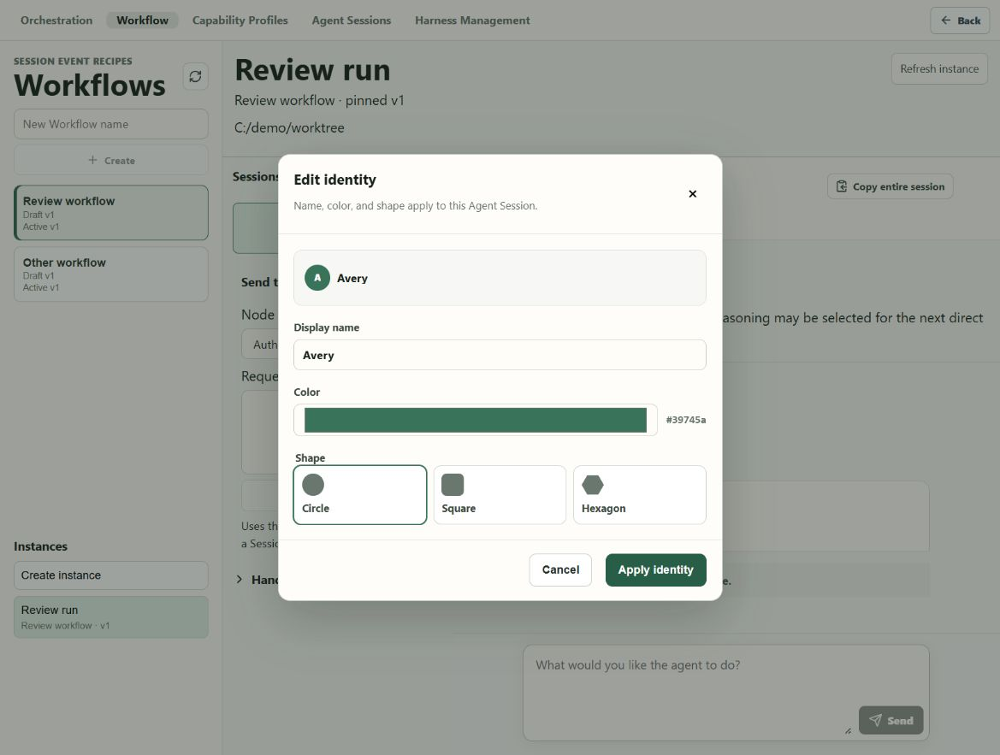 Orchestration
Workflow
Capability Profiles
Agent Sessions
Harness Management
Back
SESSION EVENT RECIPES
Workflows
New Workflow name
Create
Review workflow
Draft v1
Active v1
Other workflow
Draft v1
Active v1
Instances
Create instance
Review run
Review workflow · v1
Review run
Review workflow · pinned v1
C:/demo/worktree
Refresh instance
Sessions
Copy entire session
Send t
Node
Auth
Reque
Uses th
a Sessio
Hand
easoning may be selected for the next direct
e.
Edit identity
Name, color, and shape apply to this Agent Session.
A
Avery
Display name
Avery
Color
#39745a
Shape
Circle
Square
Hexagon
Cancel
Apply identity
What would you like the agent to do?
Send